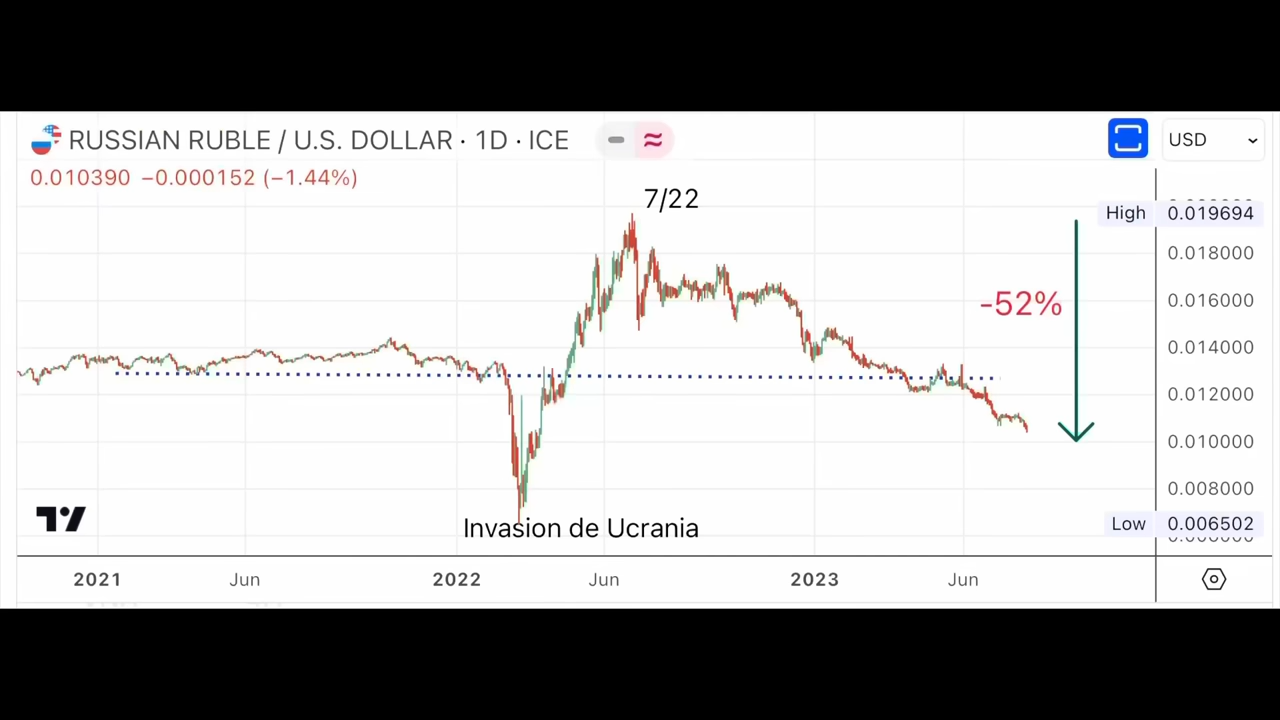 RUSSIAN RUBLE / U.S. DOLLAR · 1D · ICE
USD
0.010390 −0.000152 (−1.44%)
7/22
High 0.019694
0.018000
-52%
0.016000
0.014000
0.012000
0.010000
0.008000
Invasion de Ucrania
Low 0.006502
2021 Jun 2022 Jun 2023 Jun